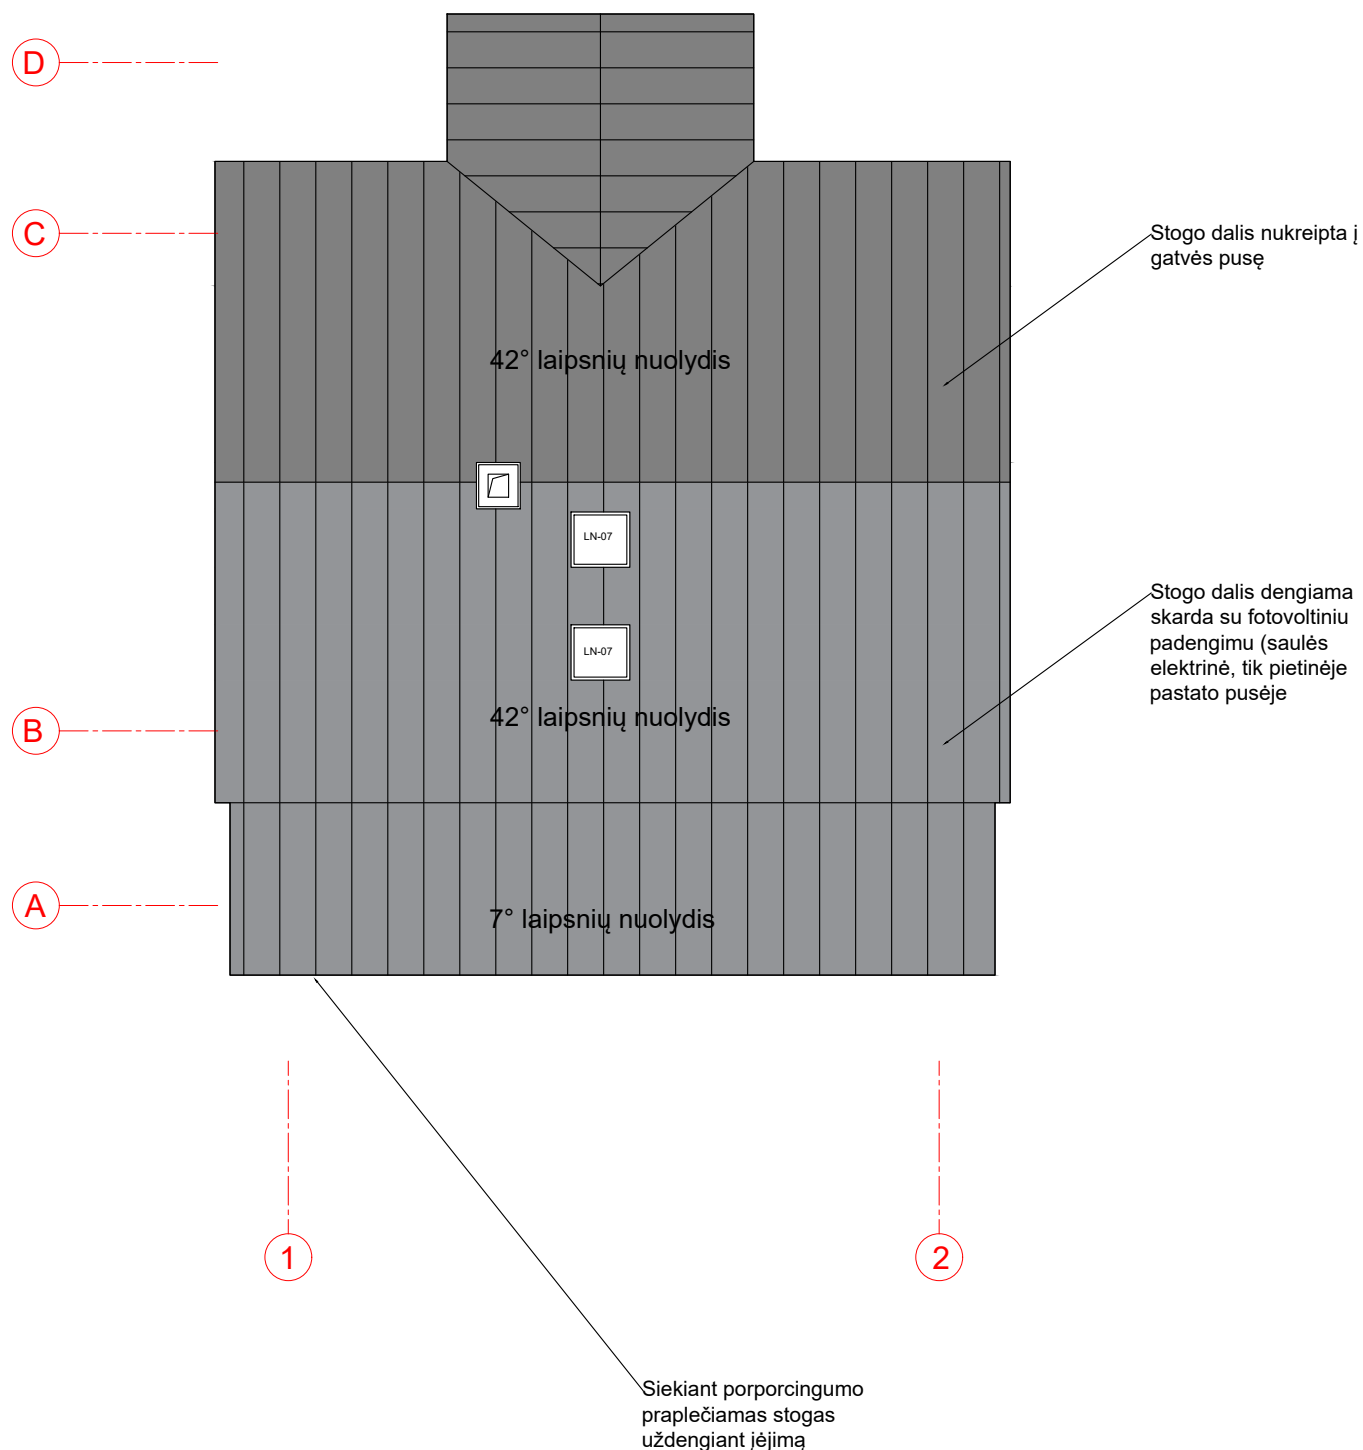 D
C
Stogo dalis nukreipta į
gatvės pusę
42° laipsnių nuolydis
LN-07
Stogo dalis dengiama
skarda su fotovoltiniu
padengimu (saulės
elektrinė, tik pietinėje
pastato pusėje
LN-07
42° laipsnių nuolydis
B
A
7° laipsnių nuolydis
1
2
Siekiant porporcingumo
praplečiamas stogas
uždengiant įėjimą